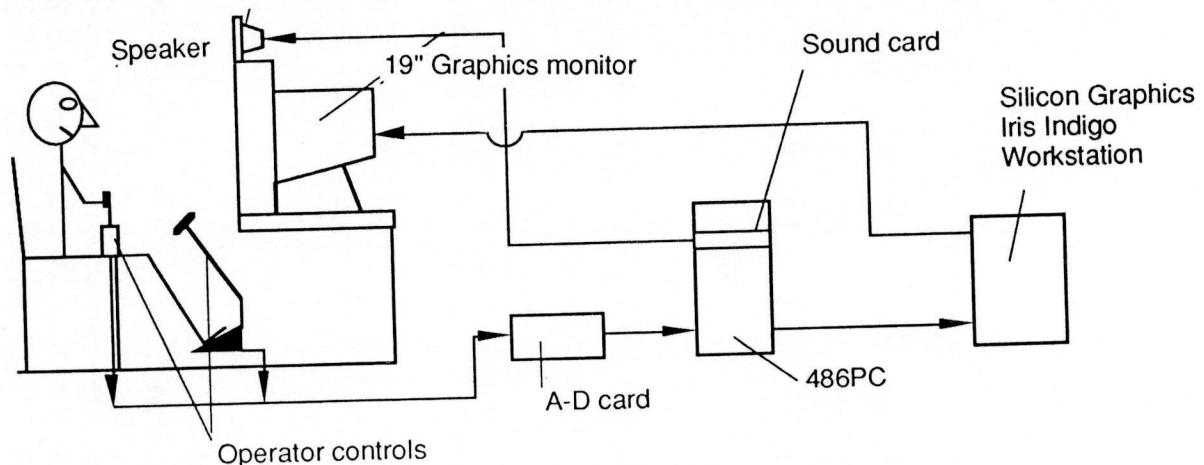 Speaker
19" Graphics monitor
Sound card
Silicon Graphics
Iris Indigo
Workstation
486PC
A-D card
Operator controls